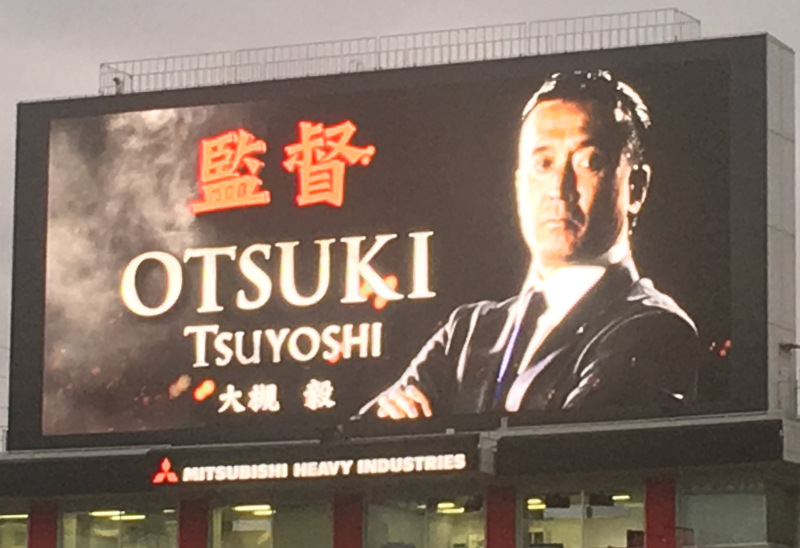 監督
OTSUKI
TSUYOSHI
大槻 毅
MITSUBISHI HEAVY INDUSTRIES